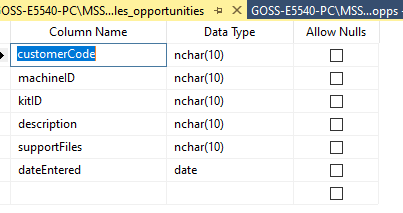 GOSS-E5540-PC\MSS...les_opportunities
GOSS-E5540-PC\MSS...opps
Column Name Data Type Allow Nulls
customerCode nchar(10)
machineID nchar(10)
kitID nchar(10)
description nchar(10)
supportFiles nchar(10)
dateEntered date